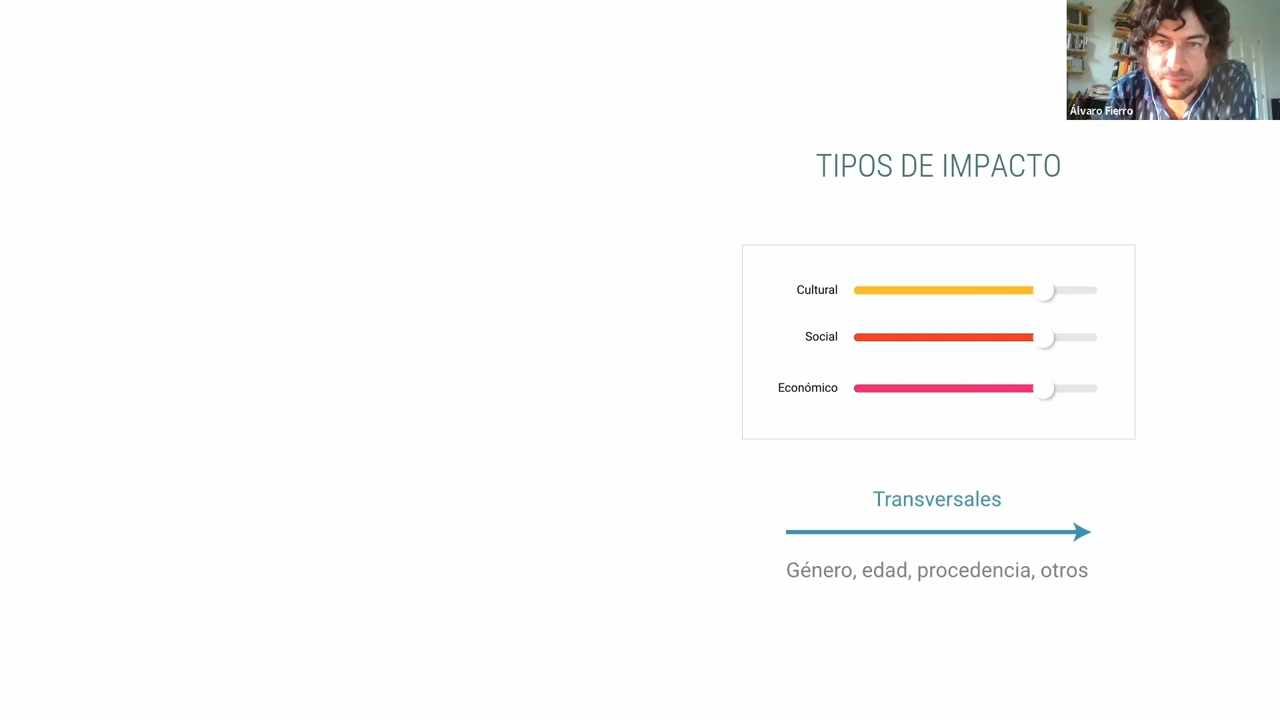 Álvaro Fierro
TIPOS DE IMPACTO
Cultural
Social
Económico
Transversales
Género, edad, procedencia, otros